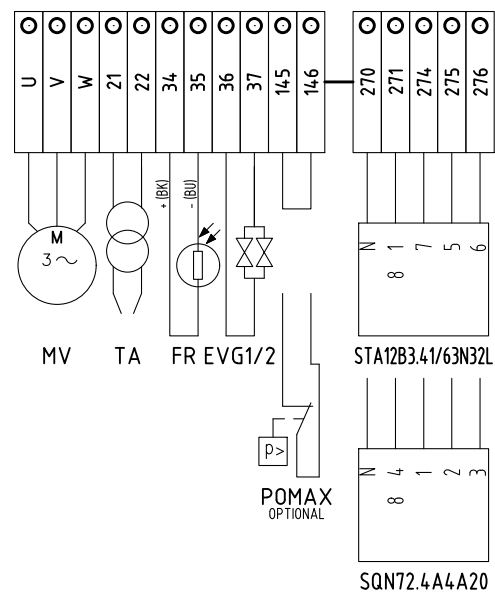 U V W 21 22 34 35 36 37 145 146 270 271 274 275 276
+ (BK) - (BU)
M
3~
N 1 7 5 6
8
MV TA FR EVG1/2 STA12B3.41/63N32L
P>
POMAX
OPTIONAL
N 4 1 2 3
8
SQN72.4A4A20